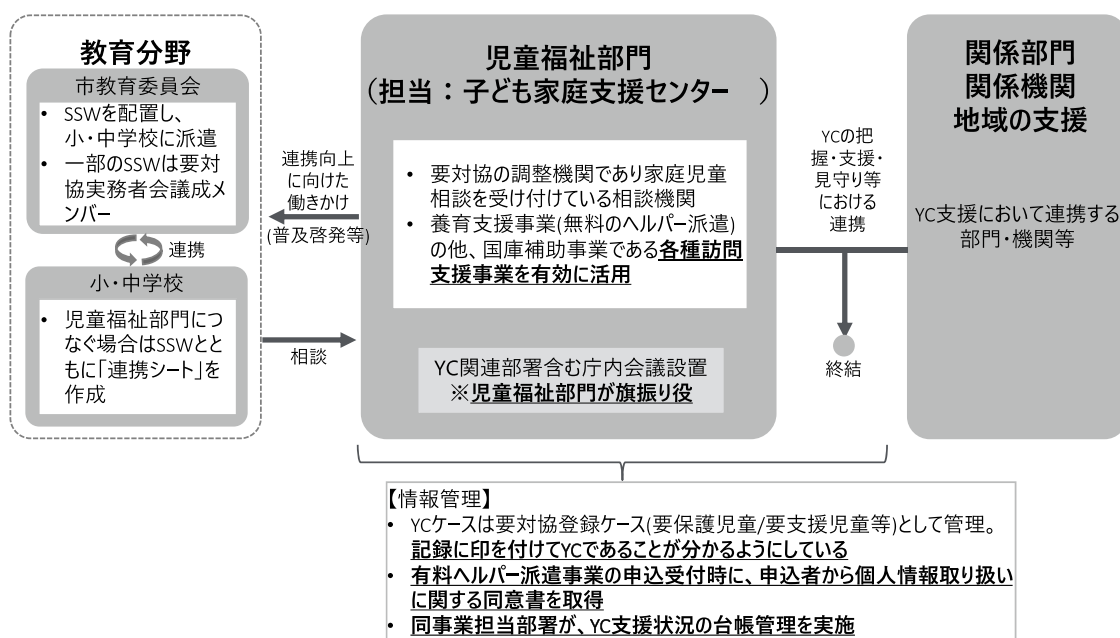 教育分野
市教育委員会
• SSWを配置し、
小・中学校に派遣
• 一部のSSWは要対
協実務者会議成メ
ンバー
連携
小・中学校
• 児童福祉部門につ
なぐ場合はSSWとと
もに「連携シート」を
作成
連携向上
に向けた
働きかけ
(普及啓発等)
相談
児童福祉部門
(担当：子ども家庭支援センター　)
• 要対協の調整機関であり家庭児童
相談を受け付けている相談機関
• 養育支援事業(無料のヘルパー派遣)
の他、国庫補助事業である各種訪問
支援事業を有効に活用
YC関連部署含む庁内会議設置
※児童福祉部門が旗振り役
YCの把
握・支援・
見守り等
における
連携
終結
関係部門
関係機関
地域の支援
YC支援において連携する
部門・機関等
【情報管理】
• YCケースは要対協登録ケース(要保護児童/要支援児童等)として管理。
記録に印を付けてYCであることが分かるようにしている
• 有料ヘルパー派遣事業の申込受付時に、申込者から個人情報取り扱い
に関する同意書を取得
• 同事業担当部署が、YC支援状況の台帳管理を実施